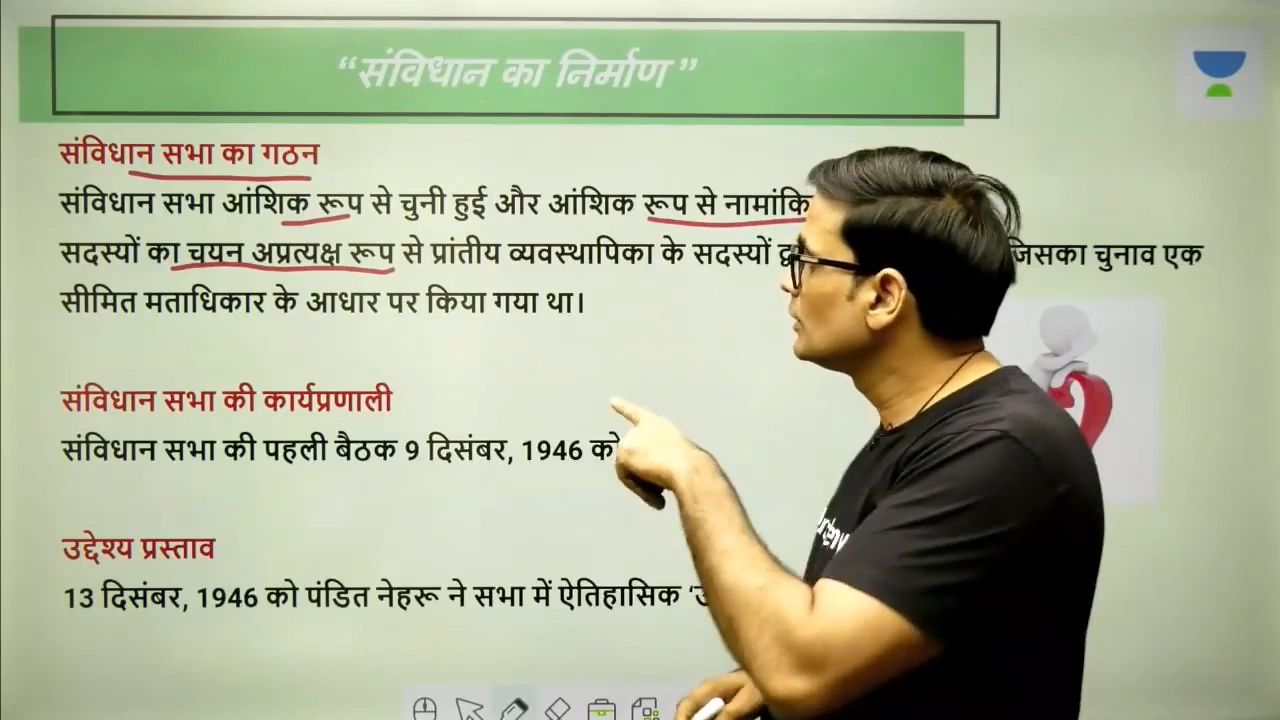 “संविधान का निर्माण”
संविधान सभा का गठन
संविधान सभा आंशिक रूप से चुनी हुई और आंशिक रूप से
सदस्यों का चयन अप्रत्यक्ष रूप से प्रांतीय व्यवस्थापिका के सदस्यों जिसका चुनाव एक
सीमित मताधिकार के आधार पर किया गया था।
संविधान सभा की कार्यप्रणाली
संविधान सभा की पहली बैठक 9 दिसंबर, 1946 को
उद्देश्य प्रस्ताव
13 दिसंबर, 1946 को पंडित नेहरू ने सभा में ऐतिहासिक